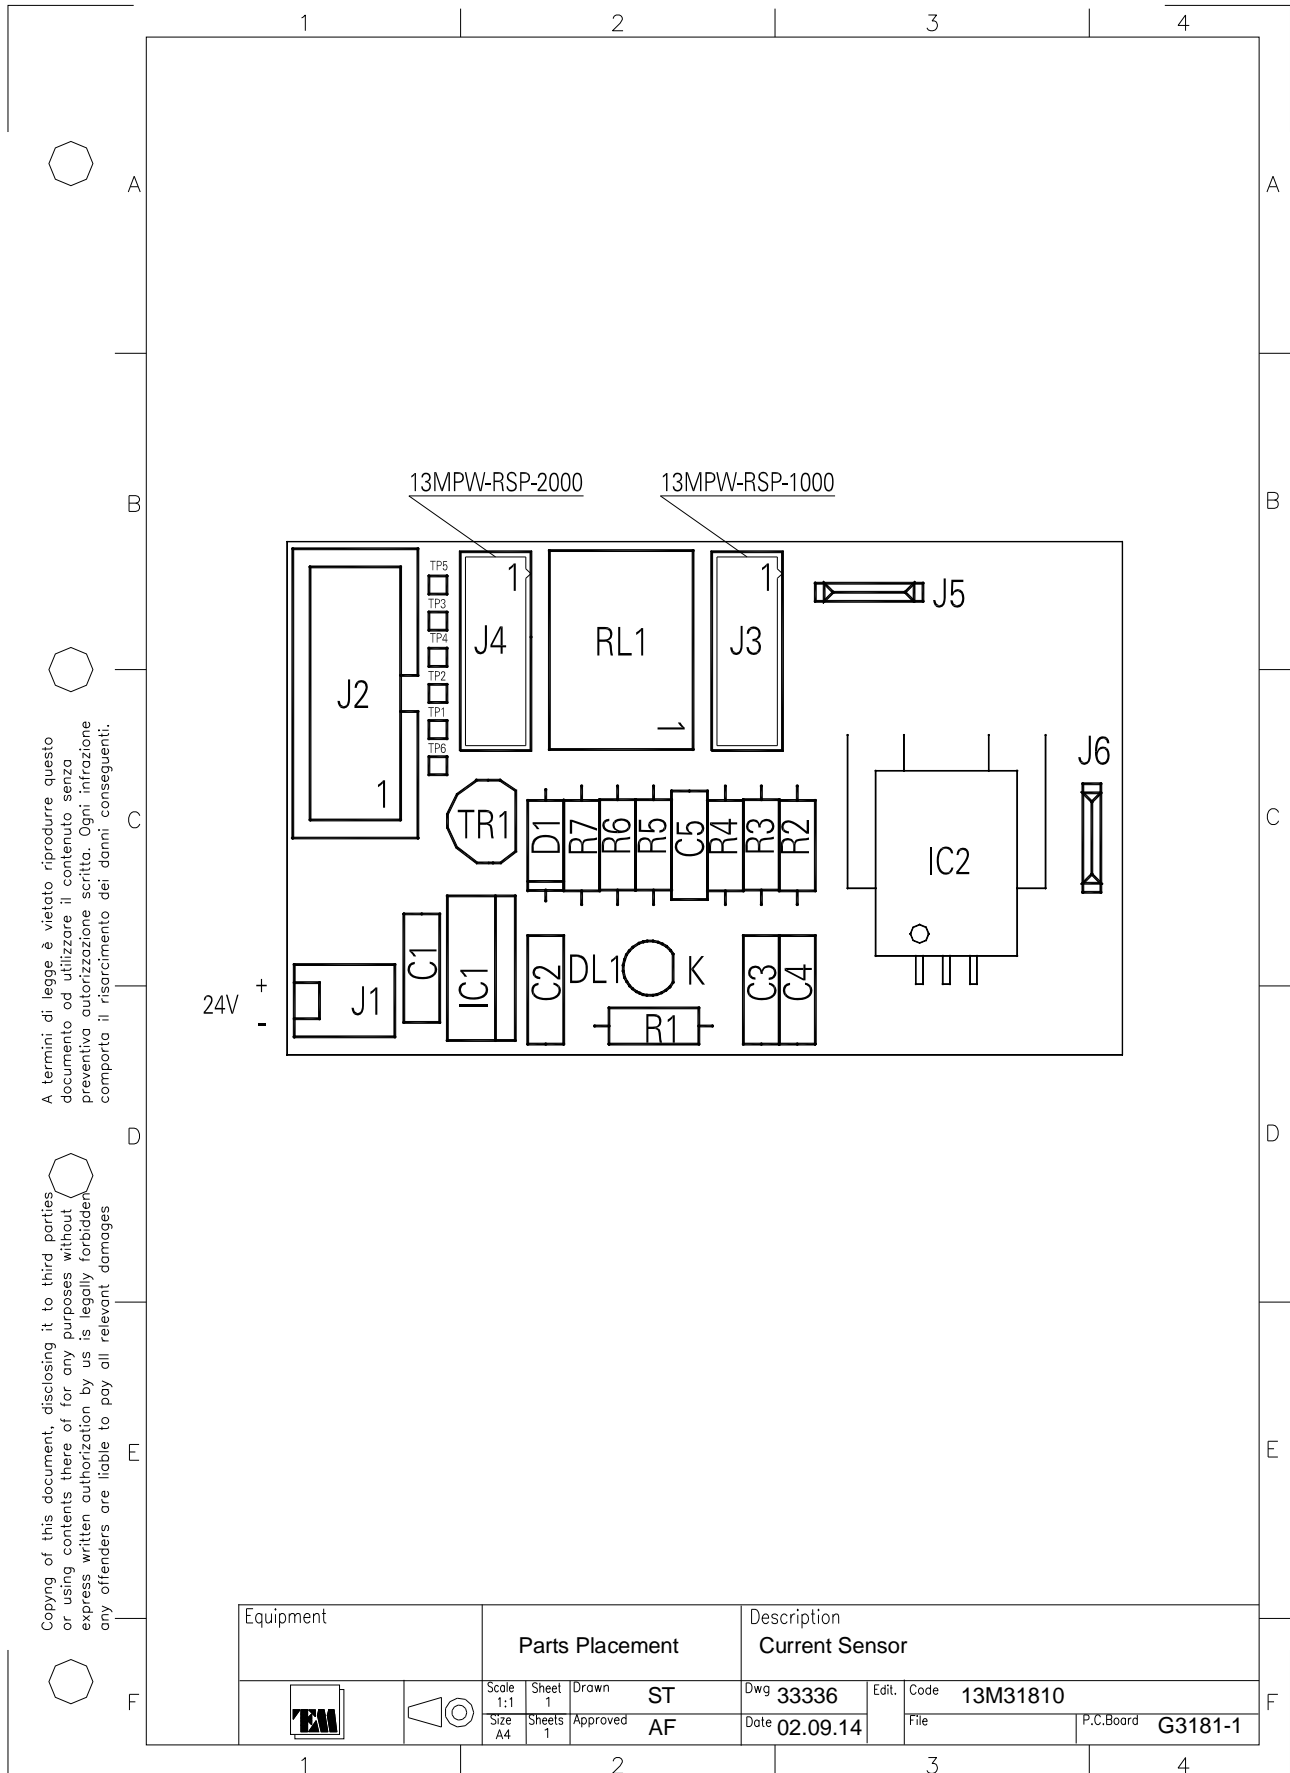 1 2 3 4
A A
B B
C C
D D
E E
F F
13MPW-RSP-2000 13MPW-RSP-1000
TP5
TP3
TP4
TP2
TP1
TP6
J2
1
J4
1
RL1
1
J3
1
J5
J6
TR1
D1
R7
R6
R5
C5
R4
R3
R2
IC2
C1
IC1
C2
DL1 K
R1
C3
C4
J1
24V
+
-
A termini di legge è vietato riprodurre questo
documento od utilizzare il contenuto senza
preventiva autorizzazione scritta. Ogni infrazione
comporta il risarcimento dei danni conseguenti.
Copyng of this document, disclosing it to third parties
or using contents there of for any purposes without
express written authorization by us is legally forbidden
any offenders are liable to pay all relevant damages
Equipment
Parts Placement
Description
Current Sensor
TEM
Scale
1:1
Sheet
1
Drawn ST
Dwg 33336
Edit.
Code 13M31810
Size
A4
Sheets
1
Approved AF
Date 02.09.14
File
P.C.Board G3181-1
1 2 3 4